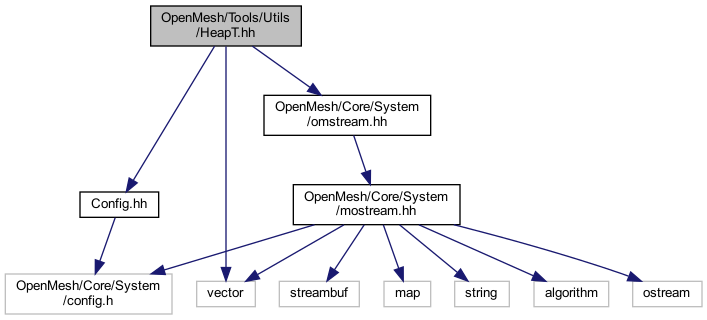 OpenMesh/Tools/Utils
/HeapT.hh
OpenMesh/Core/System
/omstream.hh
Config.hh
OpenMesh/Core/System
/mostream.hh
OpenMesh/Core/System
/config.h
vector
streambuf
map
string
algorithm
ostream